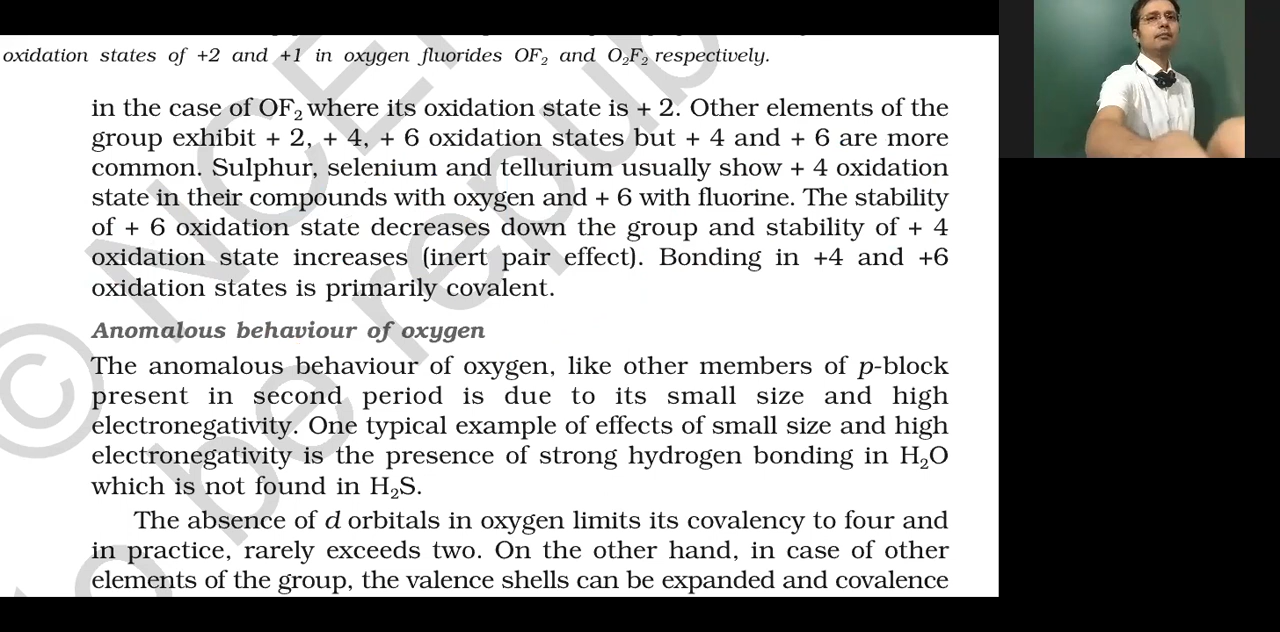 oxidation states of +2 and +1 in oxygen fluorides OF₂ and O₂F₂ respectively.
in the case of OF₂ where its oxidation state is + 2. Other elements of the
group exhibit + 2, + 4, + 6 oxidation states but + 4 and + 6 are more
common. Sulphur, selenium and tellurium usually show + 4 oxidation
state in their compounds with oxygen and + 6 with fluorine. The stability
of + 6 oxidation state decreases down the group and stability of + 4
oxidation state increases (inert pair effect). Bonding in +4 and +6
oxidation states is primarily covalent.
Anomalous behaviour of oxygen
The anomalous behaviour of oxygen, like other members of p-block
present in second period is due to its small size and high
electronegativity. One typical example of effects of small size and high
electronegativity is the presence of strong hydrogen bonding in H₂O
which is not found in H₂S.
The absence of d orbitals in oxygen limits its covalency to four and
in practice, rarely exceeds two. On the other hand, in case of other
elements of the group, the valence shells can be expanded and covalence